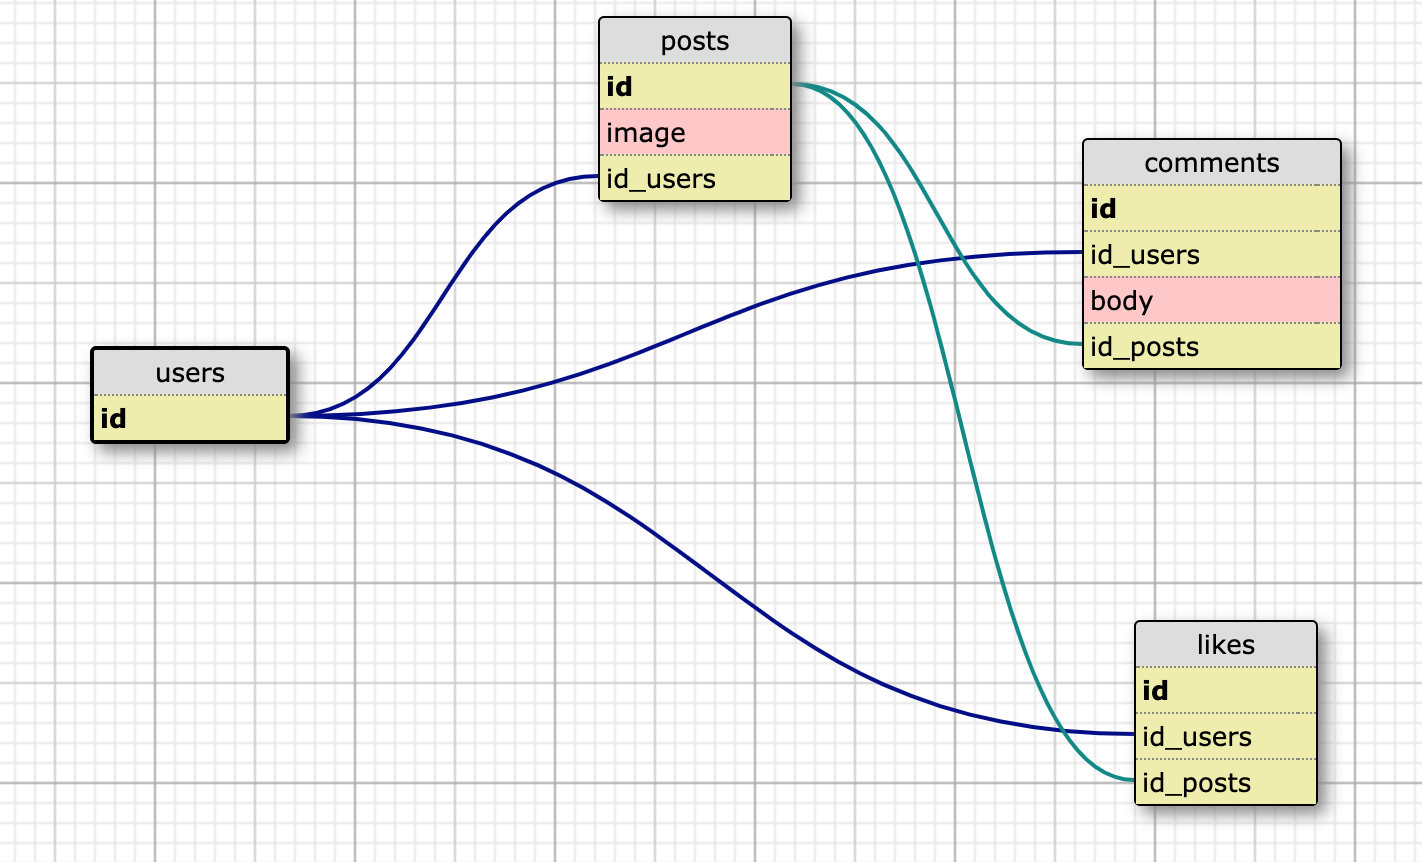 posts
id
image
id_users
comments
id
id_users
body
id_posts
users
id
likes
id
id_users
id_posts